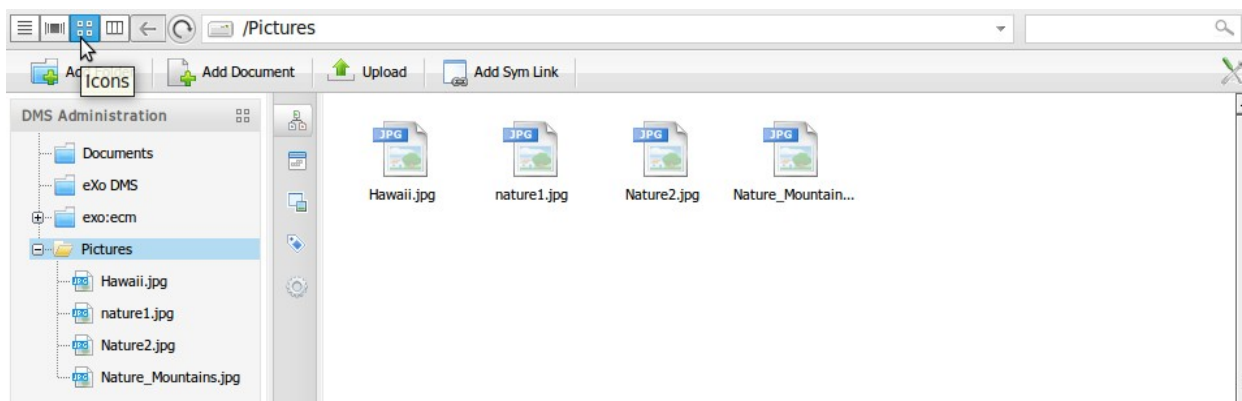 /Pictures
Add Document
Upload
Add Sym Link
Icons
DMS Administration
Documents
eXo DMS
exo:ecm
Pictures
Hawaii.jpg
nature1.jpg
Nature2.jpg
Nature_Mountains.jpg
JPG JPG JPG JPG
Hawaii.jpg nature1.jpg Nature2.jpg Nature_Mountain...